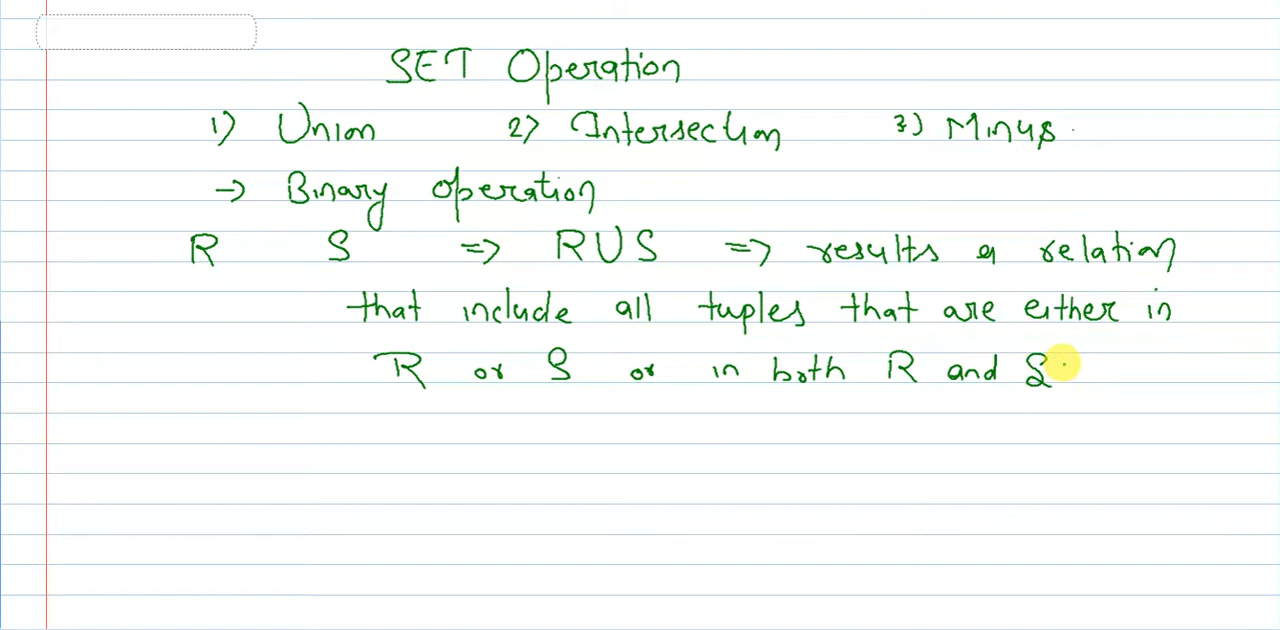 SET Operation
1) Union 2) Intersection 3) Minus
-> Binary operation
R S => RUS => results a relation
that include all tuples that are either in
R or S or in both R and S.